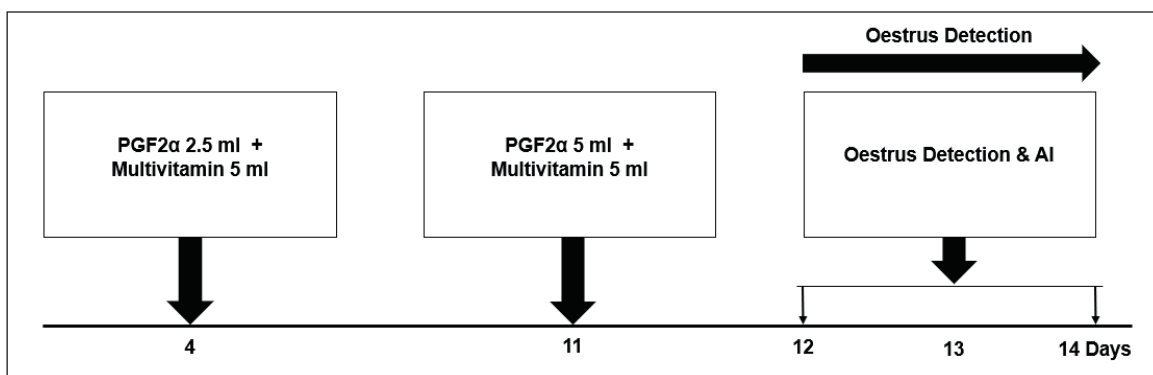 Oestrus Detection
PGF2α 2.5 ml +
Multivitamin 5 ml
PGF2α 5 ml +
Multivitamin 5 ml
Oestrus Detection & AI
4
11
12
13
14 Days